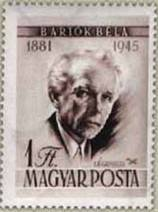 BARTÓK BÉLA
1881 1945
1 Ft.
MAGYAR POSTA